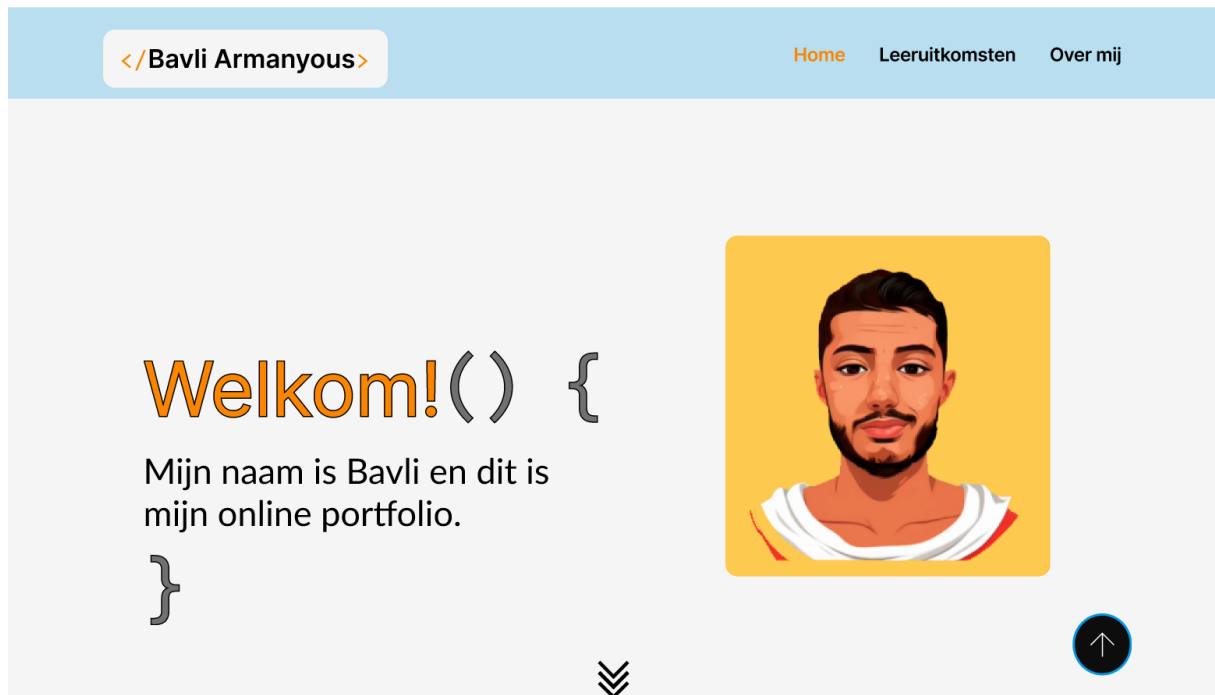 </Bavli Armanyous>
Home Leeruitkomsten Over mij
Welkom!() {
Mijn naam is Bavli en dit is
mijn online portfolio.
}